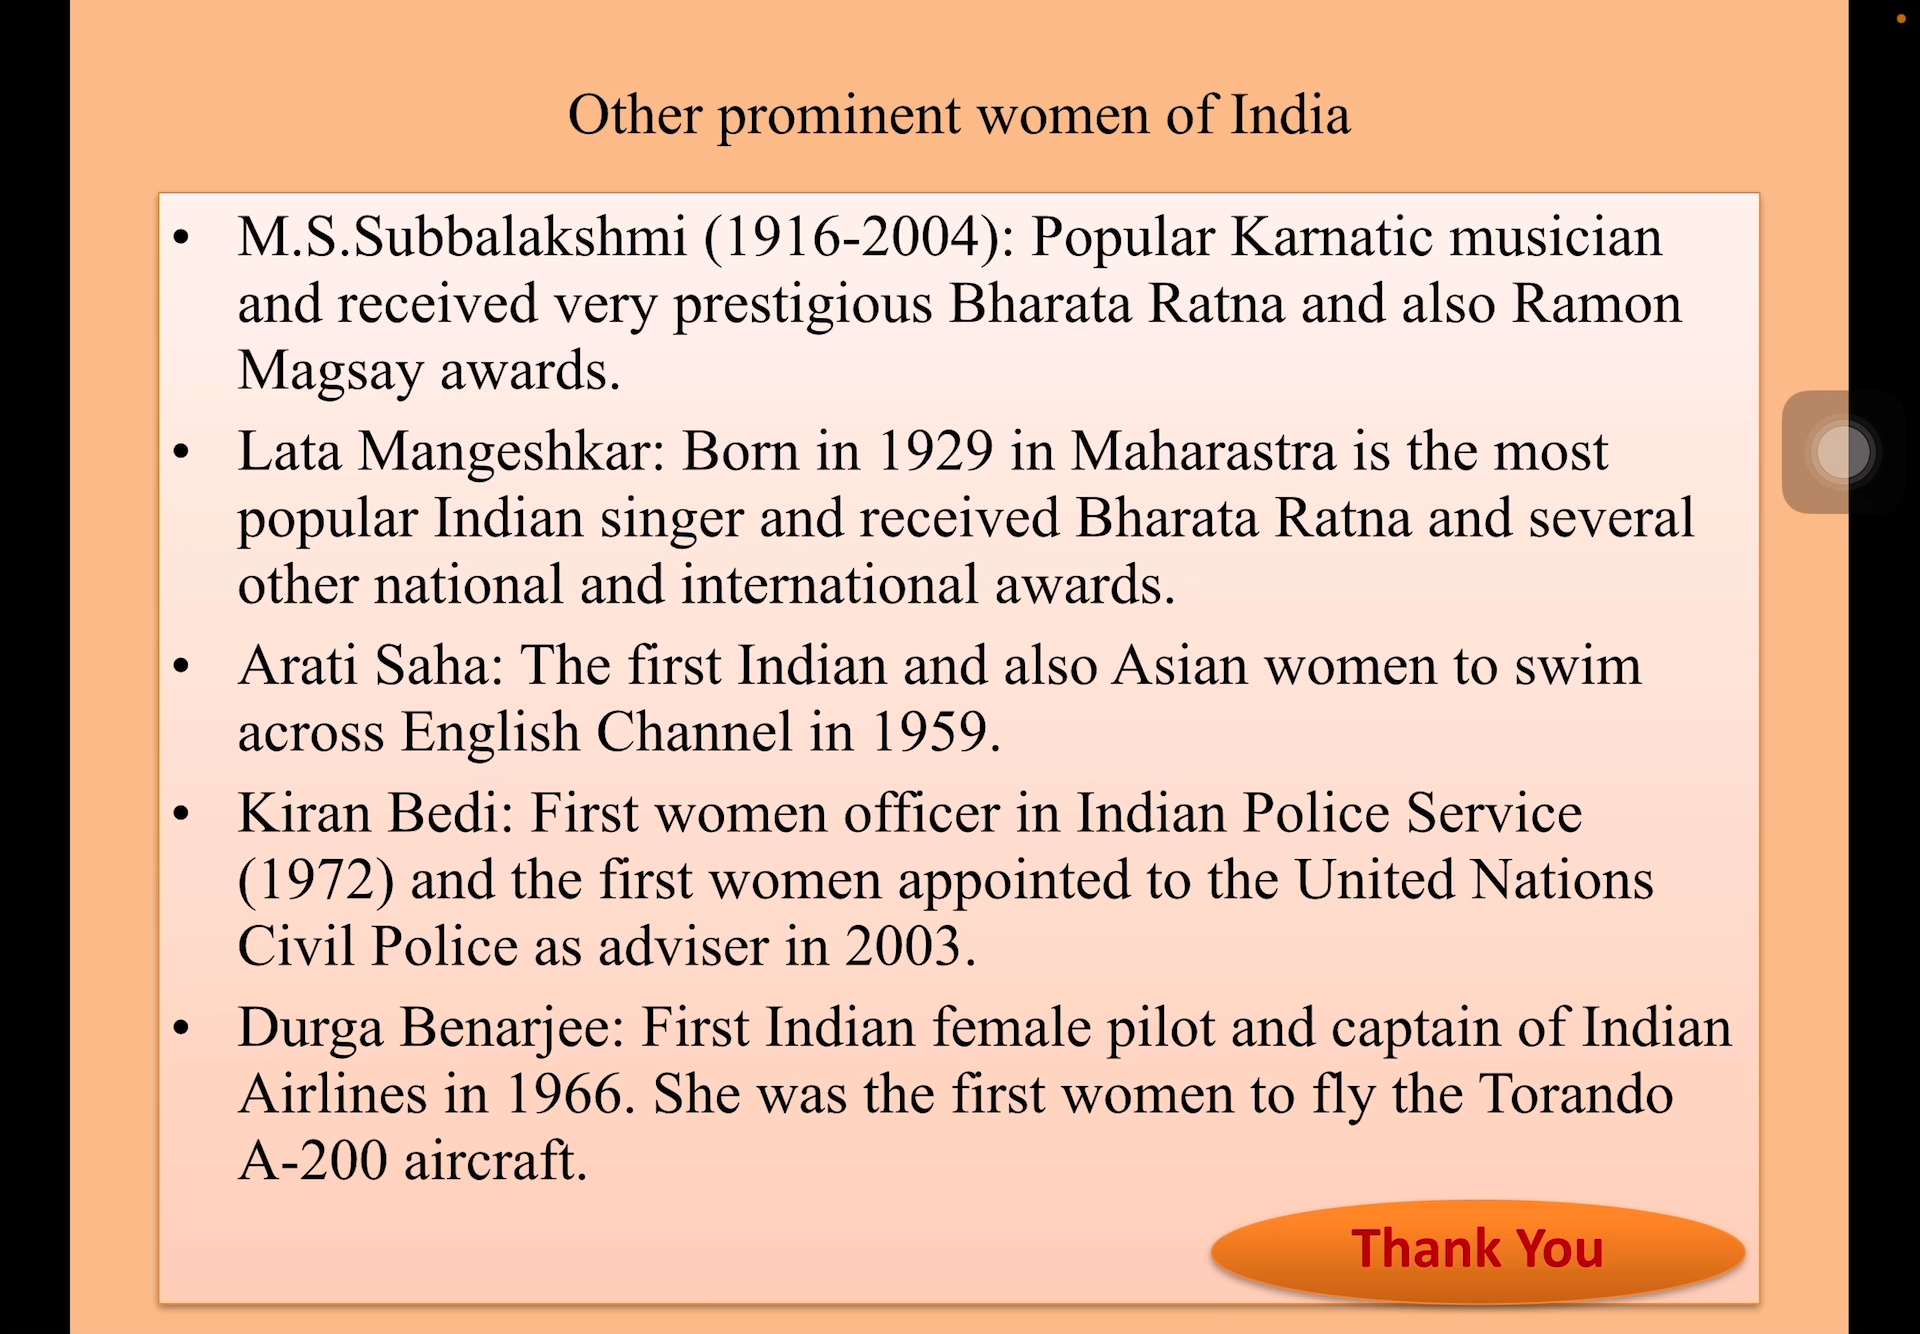 Other prominent women of India
• M.S.Subbalakshmi (1916-2004): Popular Karnatic musician
and received very prestigious Bharata Ratna and also Ramon
Magsay awards.
• Lata Mangeshkar: Born in 1929 in Maharastra is the most
popular Indian singer and received Bharata Ratna and several
other national and international awards.
• Arati Saha: The first Indian and also Asian women to swim
across English Channel in 1959.
• Kiran Bedi: First women officer in Indian Police Service
(1972) and the first women appointed to the United Nations
Civil Police as adviser in 2003.
• Durga Benarjee: First Indian female pilot and captain of Indian
Airlines in 1966. She was the first women to fly the Torando
A-200 aircraft.
Thank You